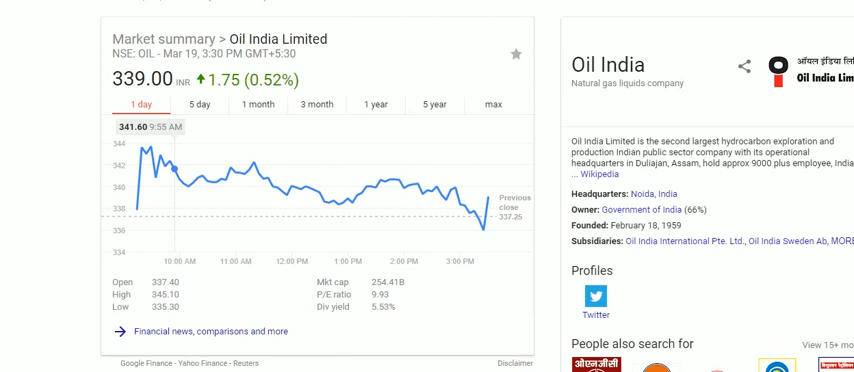 Market summary > Oil India Limited
NSE: OIL - Mar 19, 3:30 PM GMT+5:30
339.00 INR 1.75 (0.52%)
1 day 5 day 1 month 3 month 1 year 5 year max
341.60 9:55 AM
344
342
340
338
336
334
Previous
close
337.25
10:00 AM 11:00 AM 12:00 PM 1:00 PM 2:00 PM 3:00 PM
Open 337.40 Mkt cap 254.41B
High 345.10 P/E ratio 9.93
Low 335.30 Div yield 5.53%
Financial news, comparisons and more
Google Finance - Yahoo Finance - Reuters Disclaimer
Oil India
Natural gas liquids company
ऑयल इंडिया लि
Oil India Lim
Oil India Limited is the second largest hydrocarbon exploration and
production Indian public sector company with its operational
headquarters in Duliajan, Assam, hold approx 9000 plus employee, India
... Wikipedia
Headquarters: Noida, India
Owner: Government of India (66%)
Founded: February 18, 1959
Subsidiaries: Oil India International Pte. Ltd., Oil India Sweden Ab, MORE
Profiles
Twitter
People also search for View 15+ mo
ओएनजीसी